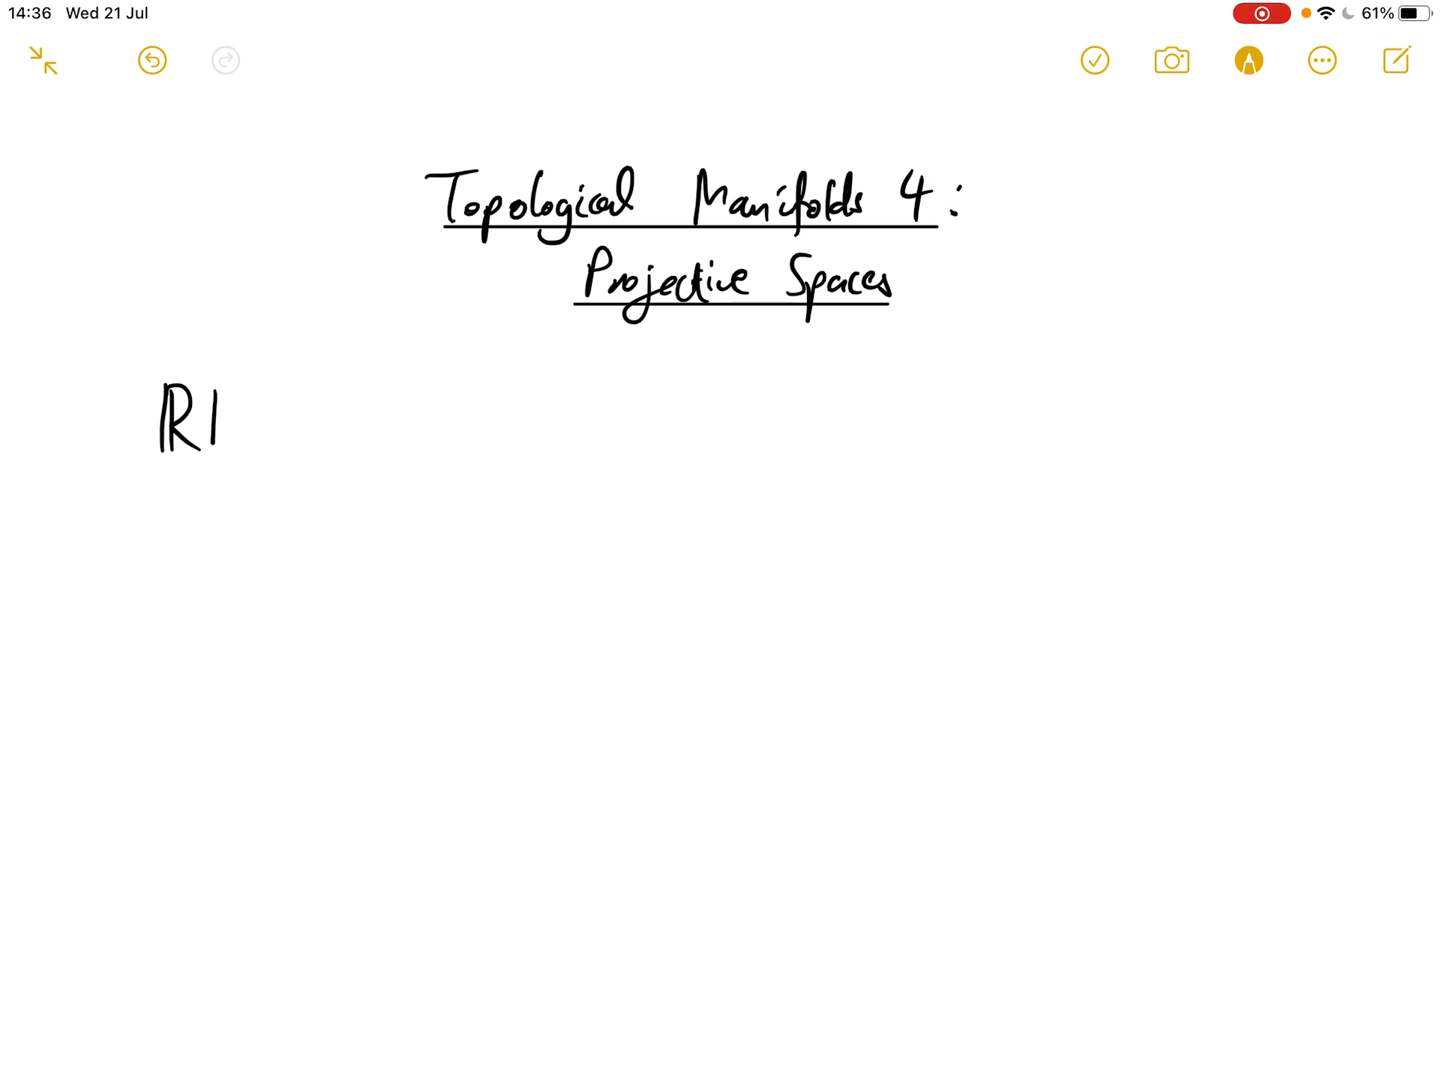 14:36 Wed 21 Jul 61%
Topological Manifolds 4:
Projective Spaces
ℝ|